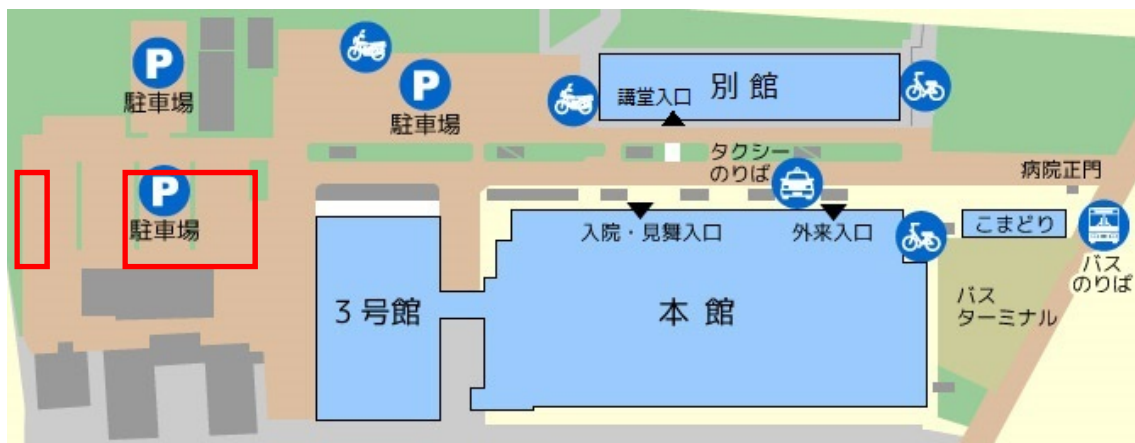 P
駐車場
P
駐車場
別館
講堂入口
タクシー
のりば
病院正門
P
駐車場
入院・見舞入口
外来入口
こまどり
バス
のりば
3号館
本館
バス
ターミナル